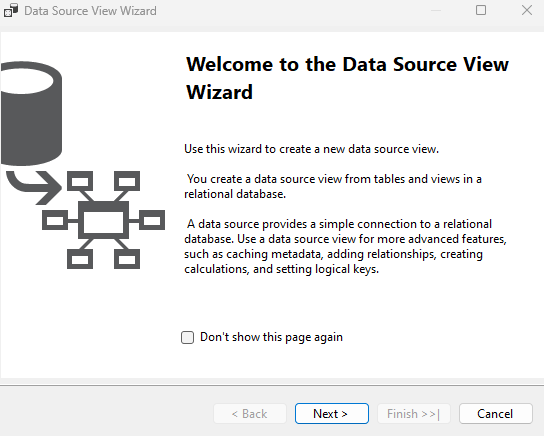 Data Source View Wizard
Welcome to the Data Source View
Wizard
Use this wizard to create a new data source view.
You create a data source view from tables and views in a
relational database.
A data source provides a simple connection to a relational
database. Use a data source view for more advanced features,
such as caching metadata, adding relationships, creating
calculations, and setting logical keys.
Don't show this page again
< Back
Next >
Finish >>|
Cancel